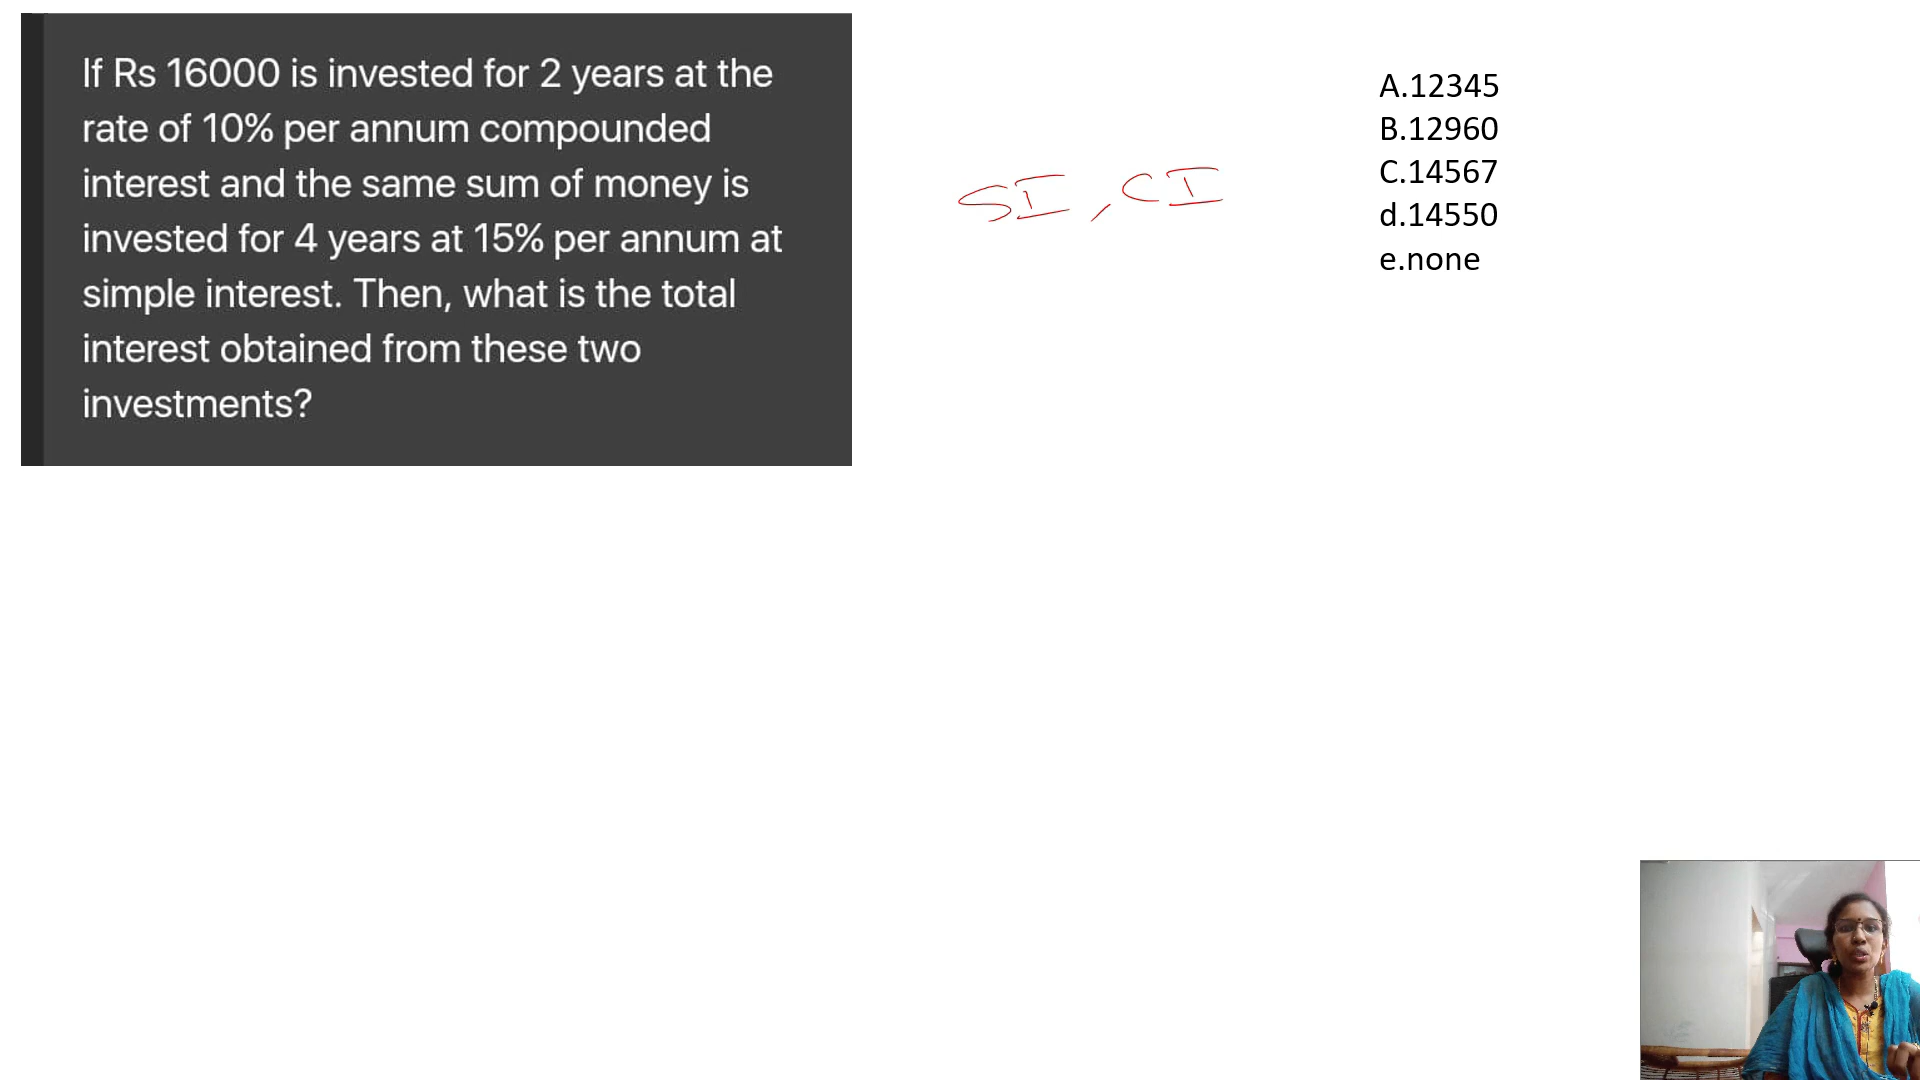 If Rs 16000 is invested for 2 years at the
rate of 10% per annum compounded
interest and the same sum of money is
invested for 4 years at 15% per annum at
simple interest. Then, what is the total
interest obtained from these two
investments?
SI, CI
A.12345
B.12960
C.14567
d.14550
e.none